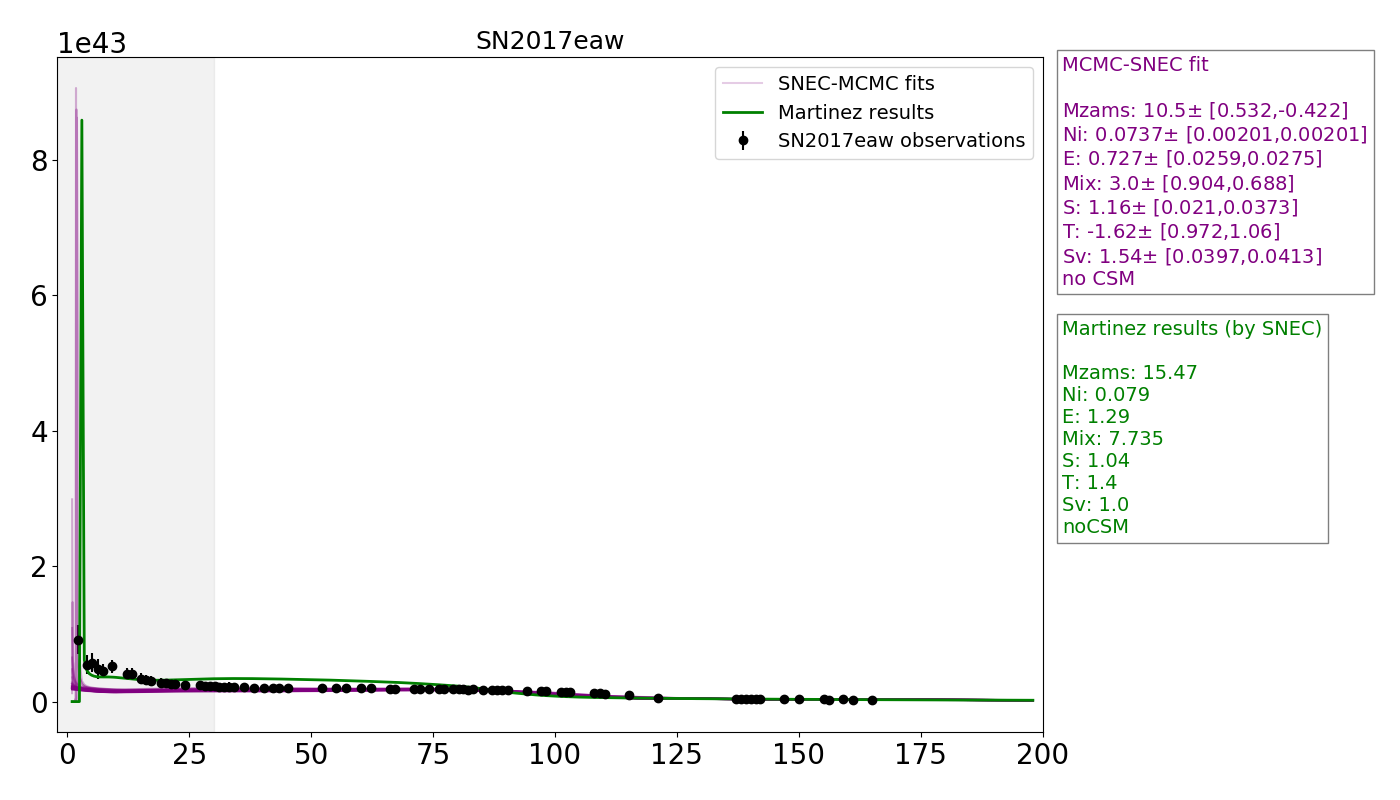 1e43
SN2017eaw
SNEC-MCMC fits
Martinez results
SN2017eaw observations
8
6
4
2
0
0 25 50 75 100 125 150 175 200
MCMC-SNEC fit
Mzams: 10.5± [0.532,-0.422]
Ni: 0.0737± [0.00201,0.00201]
E: 0.727± [0.0259,0.0275]
Mix: 3.0± [0.904,0.688]
S: 1.16± [0.021,0.0373]
T: -1.62± [0.972,1.06]
Sv: 1.54± [0.0397,0.0413]
no CSM
Martinez results (by SNEC)
Mzams: 15.47
Ni: 0.079
E: 1.29
Mix: 7.735
S: 1.04
T: 1.4
Sv: 1.0
noCSM